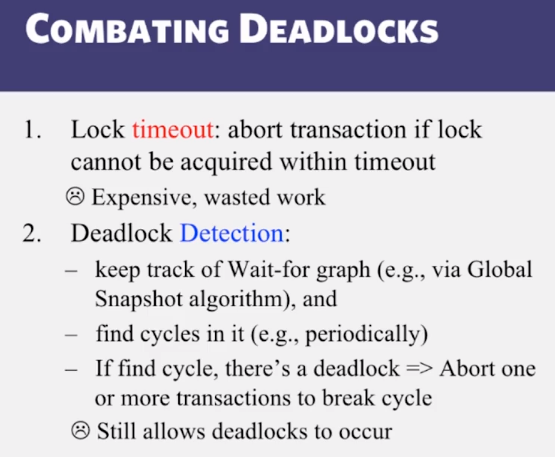 COMBATING DEADLOCKS
1. Lock timeout: abort transaction if lock
cannot be acquired within timeout
☹ Expensive, wasted work
2. Deadlock Detection:
– keep track of Wait-for graph (e.g., via Global
Snapshot algorithm), and
– find cycles in it (e.g., periodically)
– If find cycle, there's a deadlock => Abort one
or more transactions to break cycle
☹ Still allows deadlocks to occur